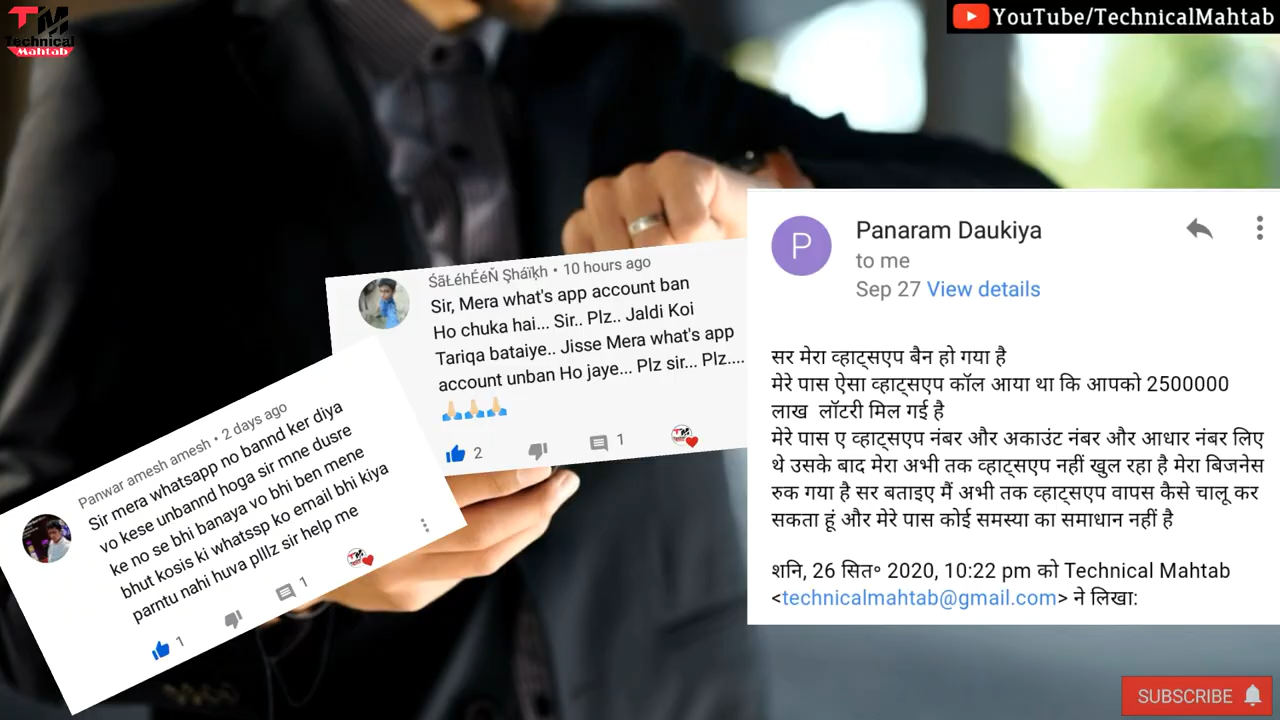 TM
Technical
Mahtab
YouTube/TechnicalMahtab
Panaram Daukiya
to me
Sep 27 View details
P
सर मेरा व्हाट्सएप बैन हो गया है
मेरे पास ऐसा व्हाट्सएप कॉल आया था कि आपको 2500000
लाख लॉटरी मिल गई है
मेरे पास ए व्हाट्सएप नंबर और अकाउंट नंबर और आधार नंबर लिए
थे उसके बाद मेरा अभी तक व्हाट्सएप नहीं खुल रहा है मेरा बिजनेस
रुक गया है सर बताइए मैं अभी तक व्हाट्सएप वापस कैसे चालू कर
सकता हूं और मेरे पास कोई समस्या का समाधान नहीं है
शनि, 26 सित॰ 2020, 10:22 pm को Technical Mahtab
<technicalmahtab@gmail.com> ने लिखा:
ŚãŁéhÉéŇ Şháïķh • 10 hours ago
Sir, Mera what's app account ban
Ho chuka hai... Sir.. Plz.. Jaldi Koi
Tariqa bataiye.. Jisse Mera what's app
account unban Ho jaye... Plz sir... Plz....
🙏🙏🙏
2
1
Panwar armesh amesh • 2 days ago
Sir mera whatsapp no bannd ker diya
vo kese unbannd hoga sir mne dusre
ke no se bhi banaya vo bhi ben mene
bhut kosis ki whatssp ko email bhi kiya
parntu nahi huva plllz sir help me
1
1
SUBSCRIBE